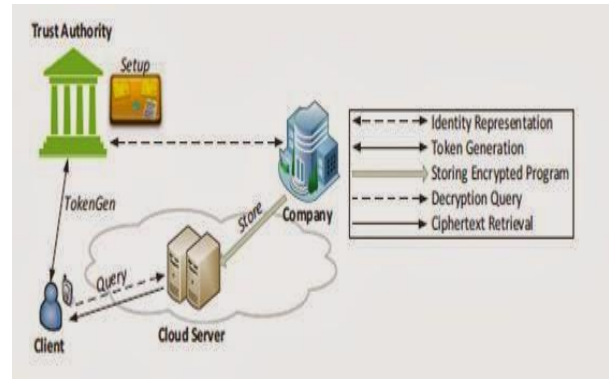 Trust Authority
Setup
Identity Representation
Token Generation
Storing Encrypted Program
Decryption Query
Ciphertext Retrieval
TokenGen
Store
Company
Query
Cloud Server
Client